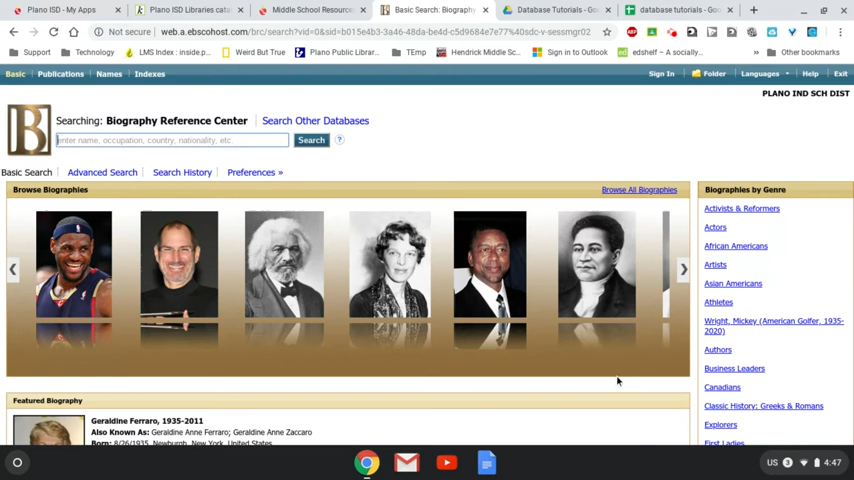 Plano ISD - My Apps
Plano ISD Libraries cata
Middle School Resource
Basic Search: Biography
Database Tutorials - Goo
database tutorials - Goo
Not secure | web.a.ebscohost.com/brc/search?vid=0&sid=b015e4b3-3a46-48da-be4d-c5d9684e7e77%40sdc-v-sessmgr02
Support
Technology
LMS Index : inside.p...
Weird But True
Plano Public Librar...
TEmp
Hendrick Middle Sc...
Sign in to Outlook
edshelf – A socially...
Other bookmarks
Basic
Publications
Names
Indexes
Sign In
Folder
Languages
Help
Exit
PLANO IND SCH DIST
Searching: Biography Reference Center
Search Other Databases
enter name, occupation, country, nationality, etc.
Search
?
Basic Search
Advanced Search
Search History
Preferences »
Browse Biographies
Browse All Biographies
Featured Biography
Geraldine Ferraro, 1935-2011
Also Known As: Geraldine Anne Ferraro; Geraldine Anne Zaccaro
Born: 8/26/1935, Newburgh, New York, United States
Biographies by Genre
Activists & Reformers
Actors
African Americans
Artists
Asian Americans
Athletes
Wright, Mickey (American Golfer, 1935-
2020)
Authors
Business Leaders
Canadians
Classic History: Greeks & Romans
Explorers
First Ladies
US
3
4:47